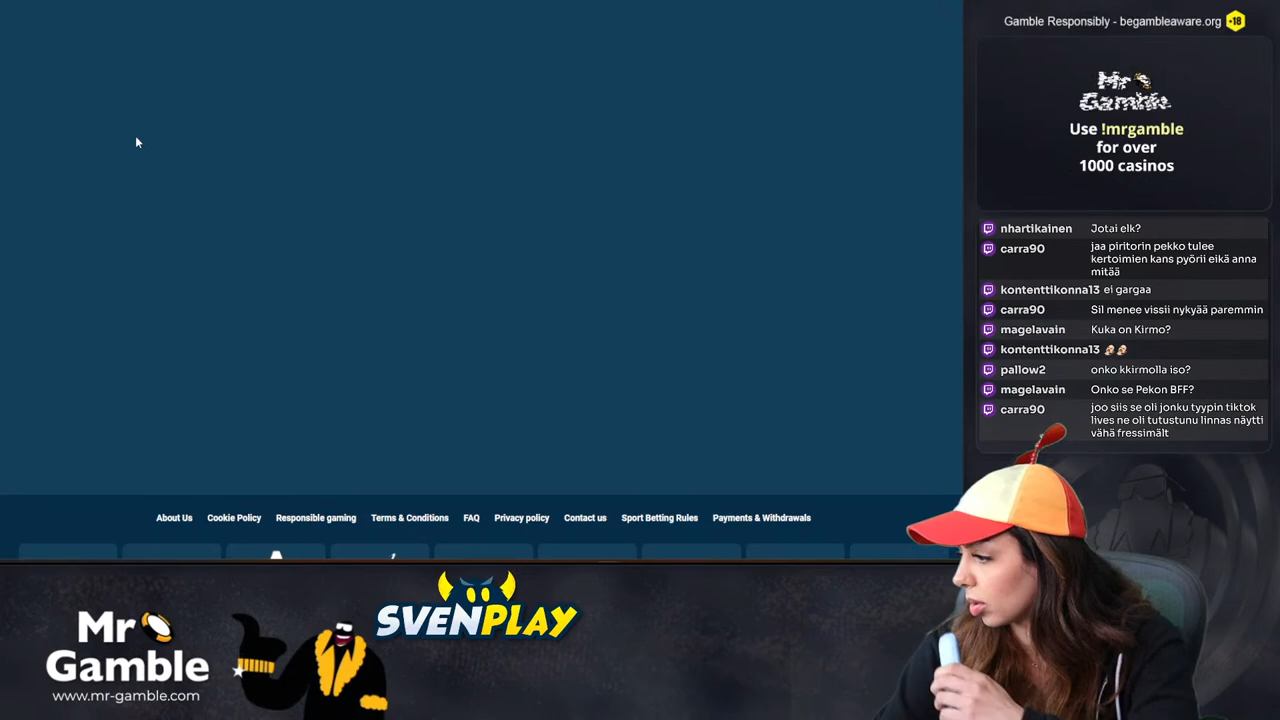 Gamble Responsibly - begambleaware.org +18
Mr
Gamble
Use !mrgamble
for over
1000 casinos
nhartikainen Jotai elk?
carra90 jaa piritorin pekko tulee
kertoimien kans pyörii eikä anna
mitää
kontenttikonna13 ei gargaa
carra90 Sil menee vissii nykyää paremmin
magelavain Kuka on Kirmo?
kontenttikonna13
pallow2 onko kkirmolla iso?
magelavain Onko se Pekon BFF?
carra90 joo siis se oli jonku tyypin tiktok
lives ne oli tutustunu linnas näytti
vähä fressimält
About Us Cookie Policy Responsible gaming Terms & Conditions FAQ Privacy policy Contact us Sport Betting Rules Payments & Withdrawals
SVENPLAY
Mr
Gamble
www.mr-gamble.com